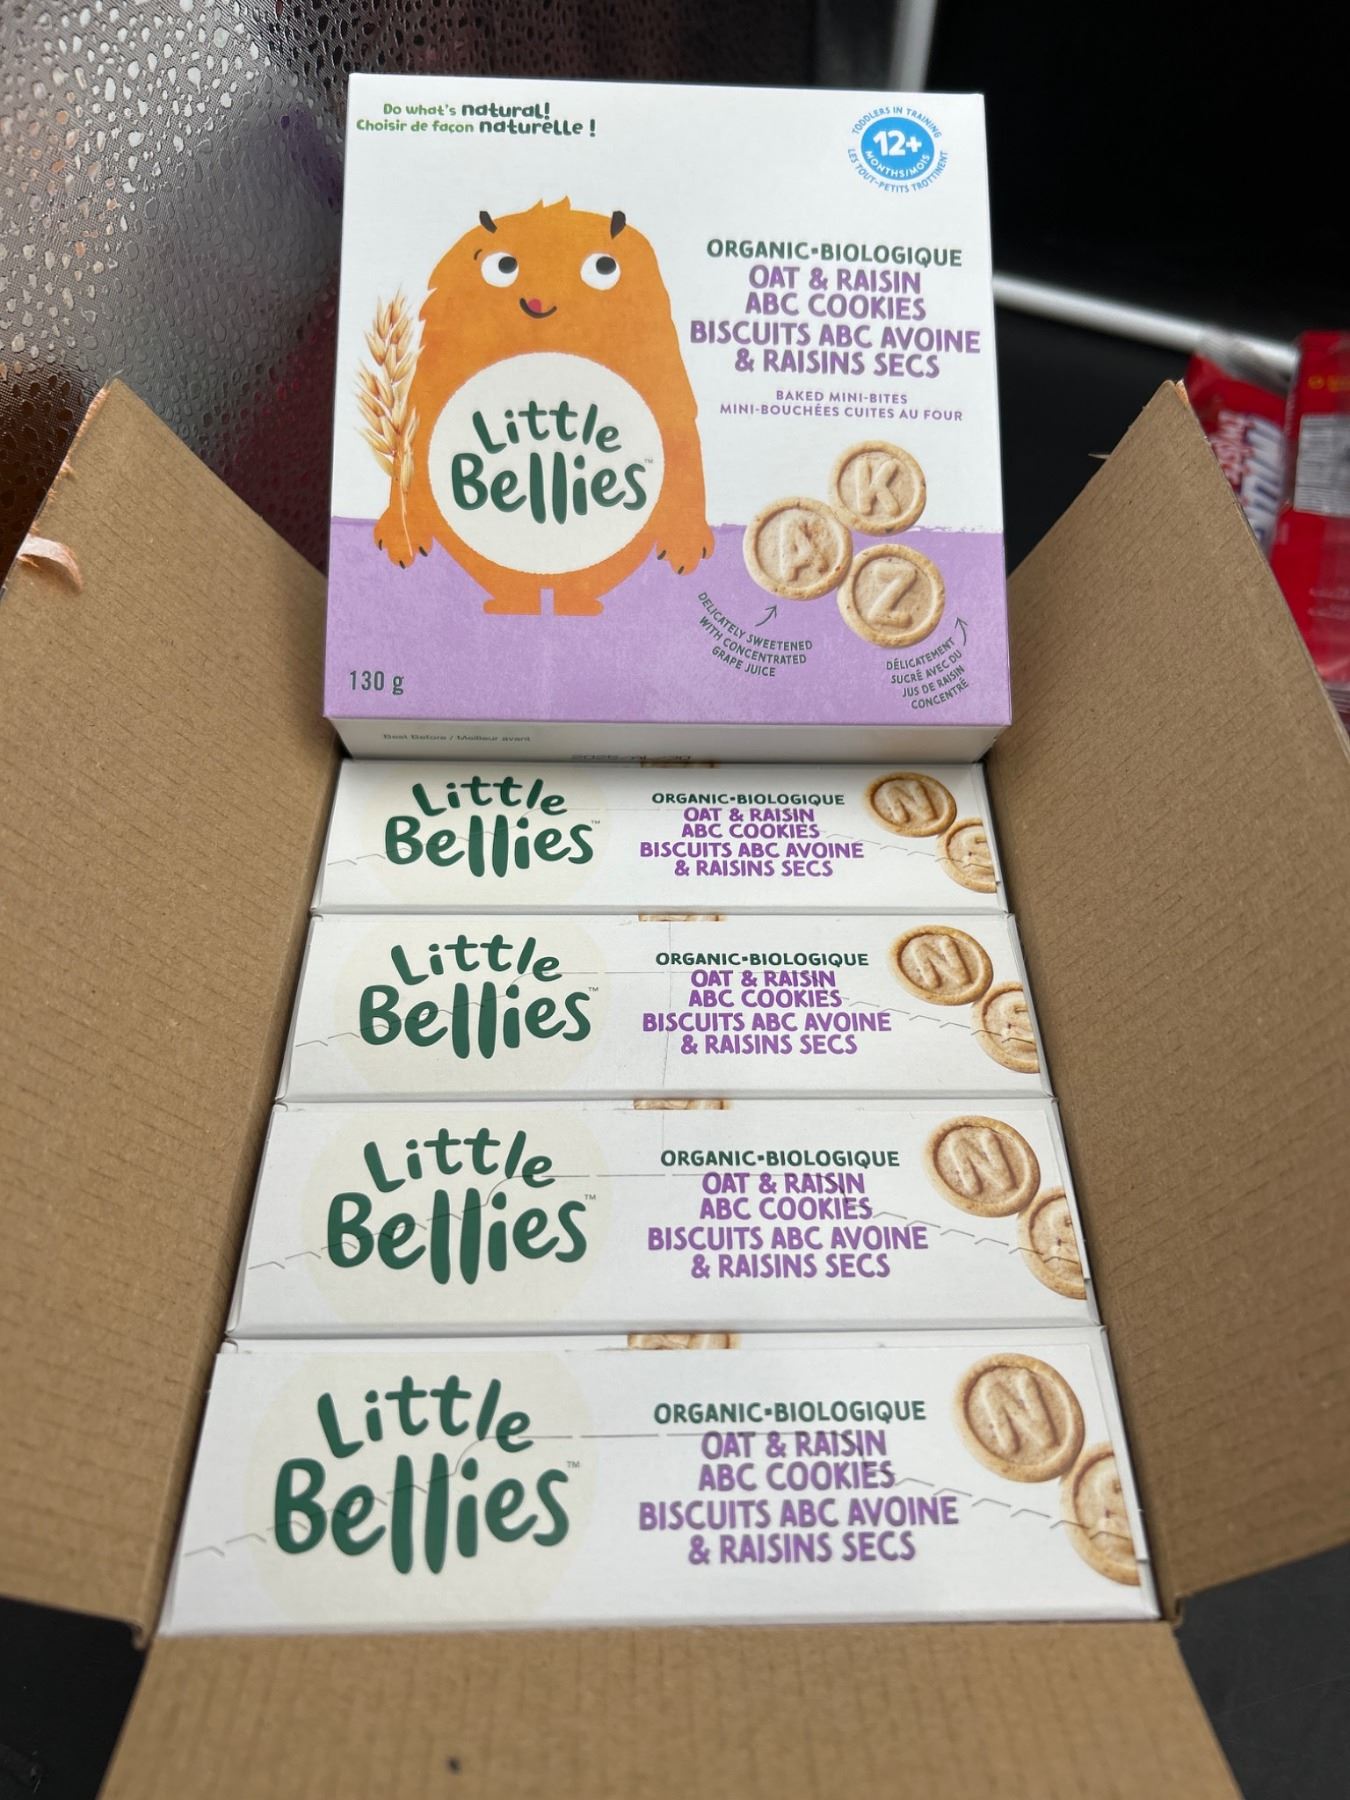 Do what's natural!
Choisir de façon naturelle !
TODDLERS IN TRAINING
12+
MONTHS/MOIS
LES TOUT-PETITS TROTTINENT
ORGANIC•BIOLOGIQUE
OAT & RAISIN
ABC COOKIES
BISCUITS ABC AVOINE
& RAISINS SECS
BAKED MINI-BITES
MINI-BOUCHÉES CUITES AU FOUR
Little
Bellies™
K
A
Z
DELICATELY SWEETENED
WITH CONCENTRATED
GRAPE JUICE
DÉLICATEMENT
SUCRÉ AVEC DU
JUS DE RAISIN
CONCENTRÉ
130 g
Best Before / Meilleur avant
Little
Bellies™
ORGANIC•BIOLOGIQUE
OAT & RAISIN
ABC COOKIES
BISCUITS ABC AVOINE
& RAISINS SECS
N
Little
Bellies™
ORGANIC•BIOLOGIQUE
OAT & RAISIN
ABC COOKIES
BISCUITS ABC AVOINE
& RAISINS SECS
N
Little
Bellies™
ORGANIC•BIOLOGIQUE
OAT & RAISIN
ABC COOKIES
BISCUITS ABC AVOINE
& RAISINS SECS
N
Little
Bellies™
ORGANIC•BIOLOGIQUE
OAT & RAISIN
ABC COOKIES
BISCUITS ABC AVOINE
& RAISINS SECS
N